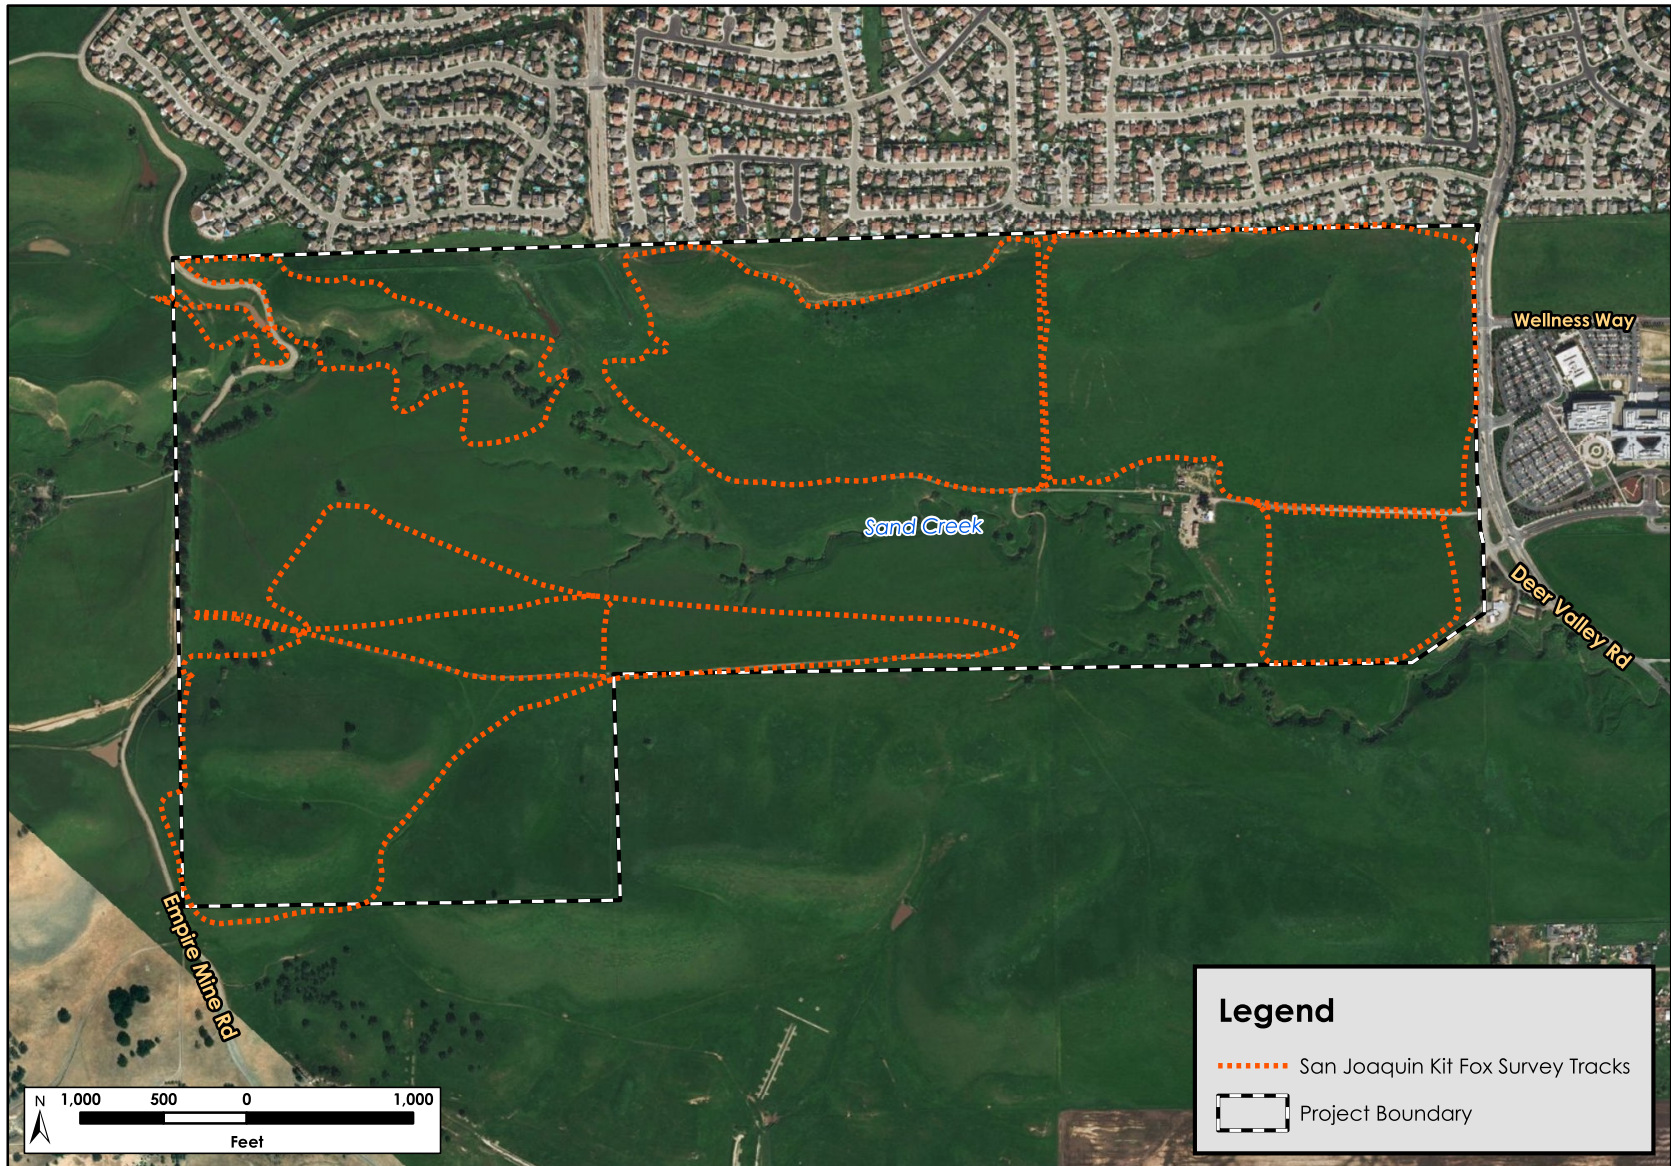 Wellness Way
Sand Creek
Deer Valley Rd
Empire Mine Rd
Legend
San Joaquin Kit Fox Survey Tracks
Project Boundary
N 1,000 500 0 1,000
Feet